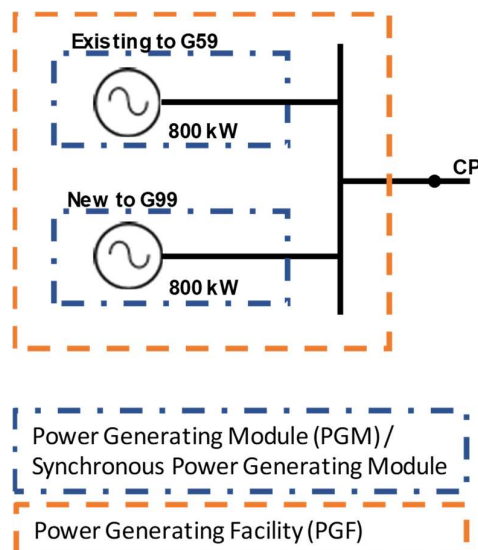 Existing to G59
800 kW
CP
New to G99
800 kW
Power Generating Module (PGM) /
Synchronous Power Generating Module
Power Generating Facility (PGF)